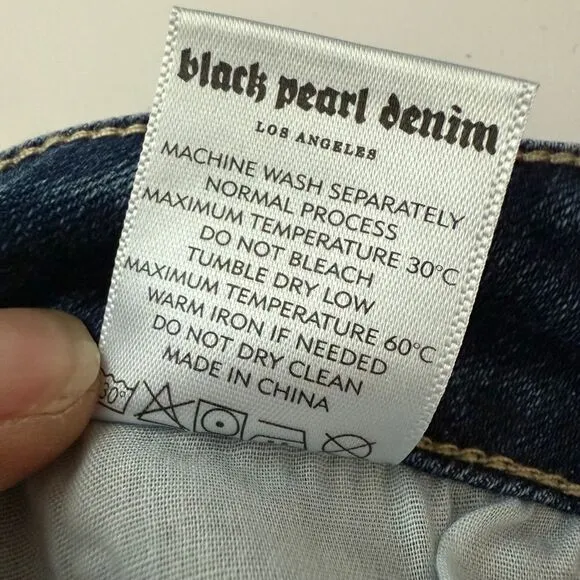 black pearl denim
LOS ANGELES
MACHINE WASH SEPARATELY
NORMAL PROCESS
MAXIMUM TEMPERATURE 30°C
DO NOT BLEACH
TUMBLE DRY LOW
MAXIMUM TEMPERATURE 60°C
WARM IRON IF NEEDED
DO NOT DRY CLEAN
MADE IN CHINA
30°